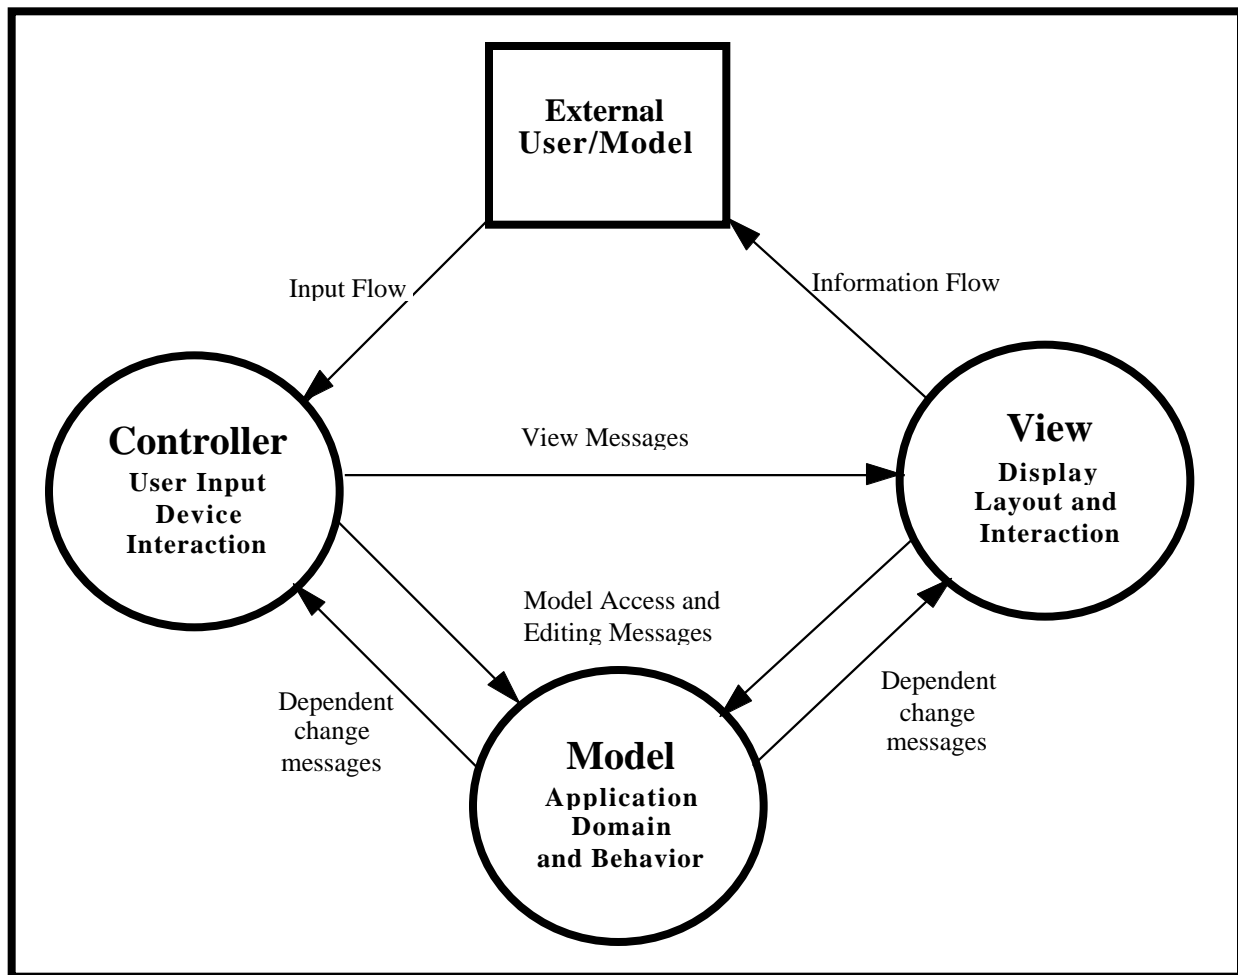 External
User/Model
Input Flow
Information Flow
Controller
User Input
Device
Interaction
View Messages
View
Display
Layout and
Interaction
Model Access and
Editing Messages
Dependent
change
messages
Dependent
change
messages
Model
Application
Domain
and Behavior